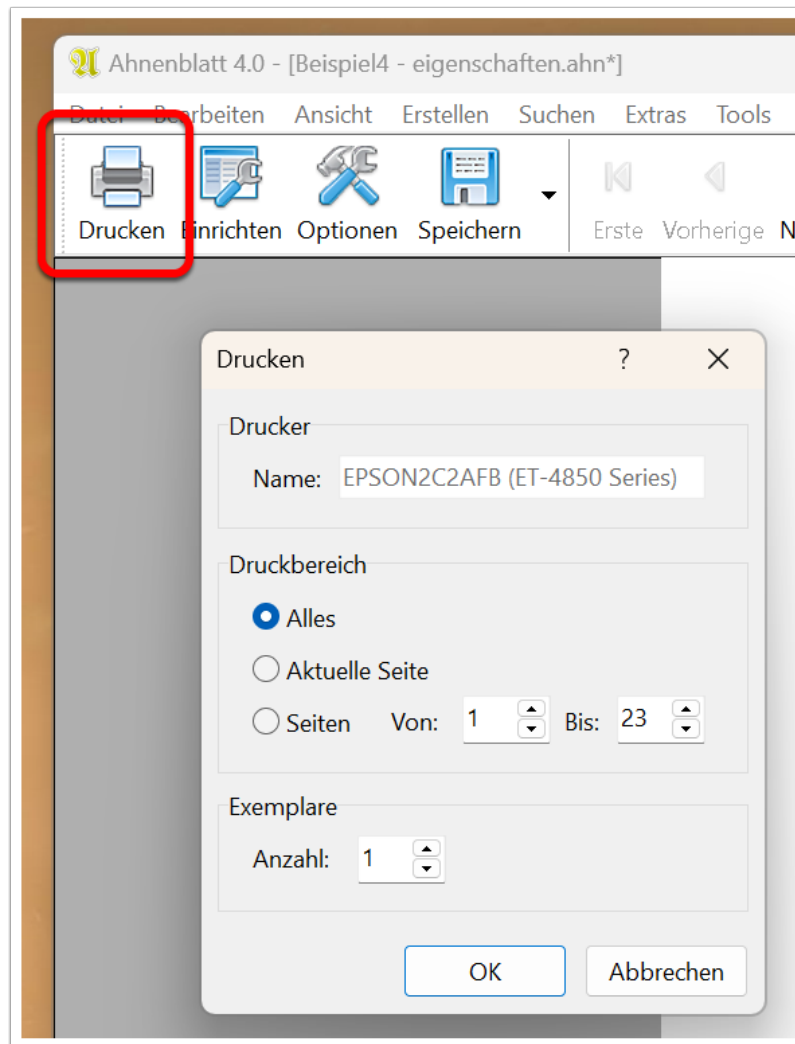 Ahnenblatt 4.0 - [Beispiel4 - eigenschaften.ahn*]
Datei Bearbeiten Ansicht Erstellen Suchen Extras Tools
Drucken Einrichten Optionen Speichern Erste Vorherige N
Drucken ?
Drucker
Name: EPSON2C2AFB (ET-4850 Series)
Druckbereich
Alles
Aktuelle Seite
Seiten Von: 1 Bis: 23
Exemplare
Anzahl: 1
OK Abbrechen